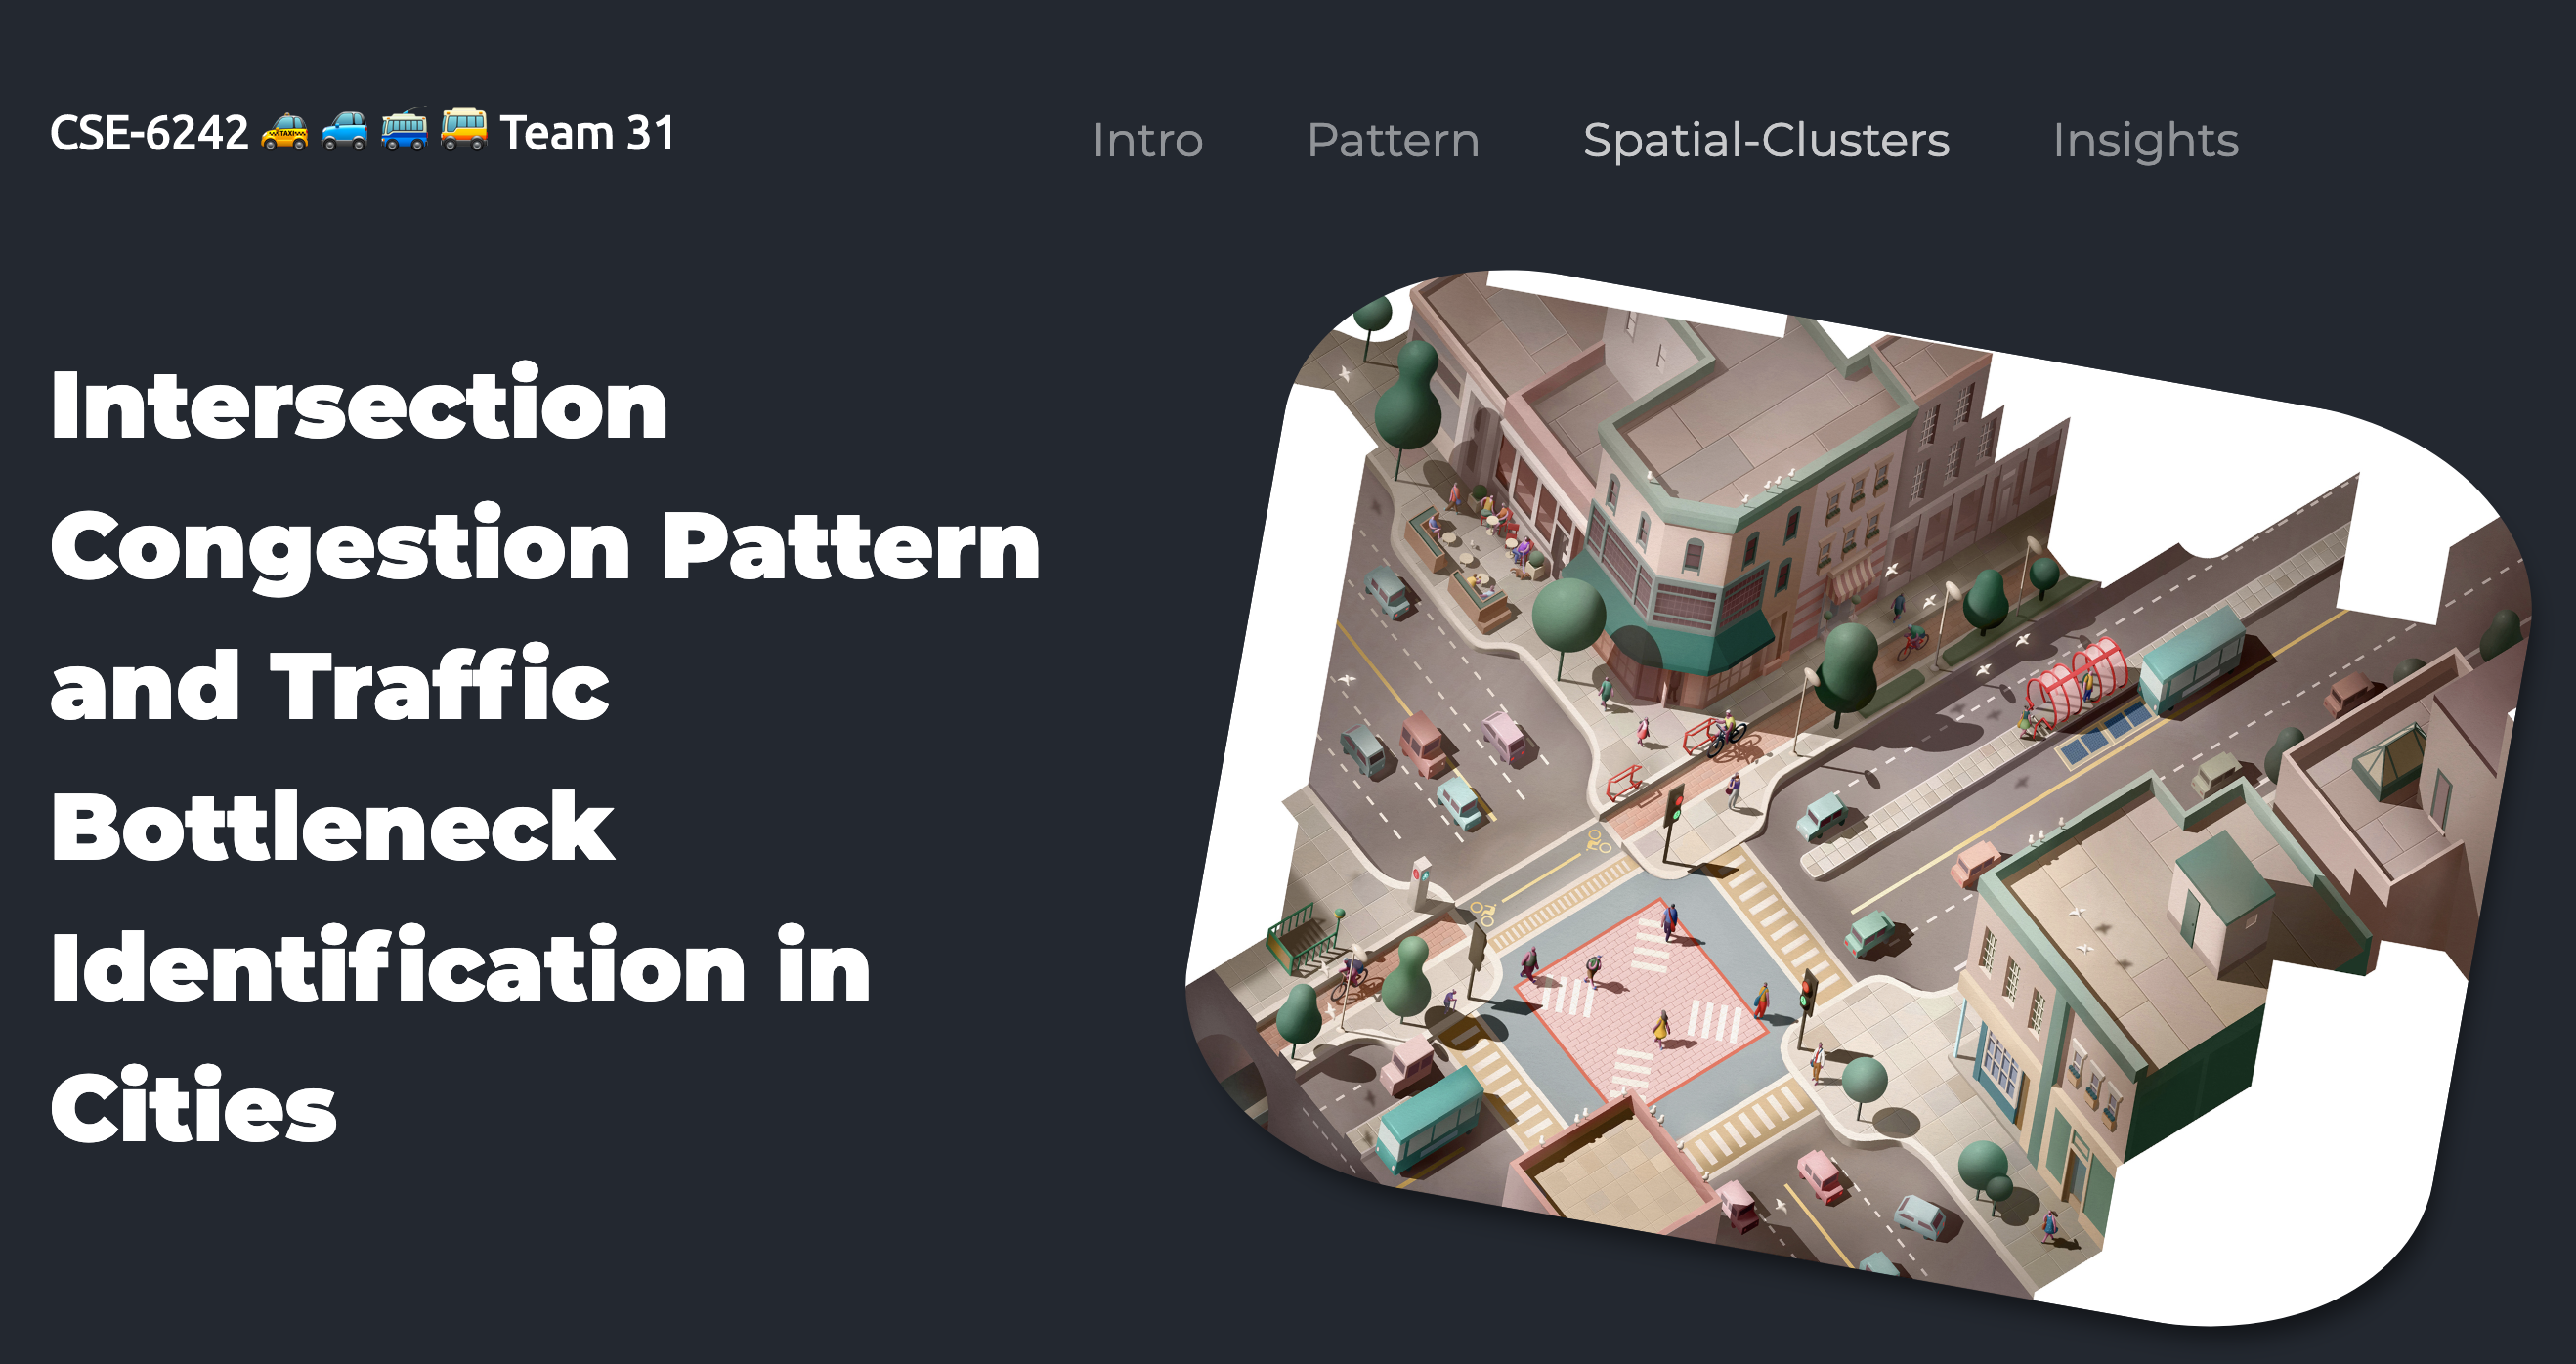 CSE-6242 🚕 🚙 🚎 🚌 Team 31
Intro Pattern Spatial-Clusters Insights
Intersection
Congestion Pattern
and Traffic
Bottleneck
Identification in
Cities